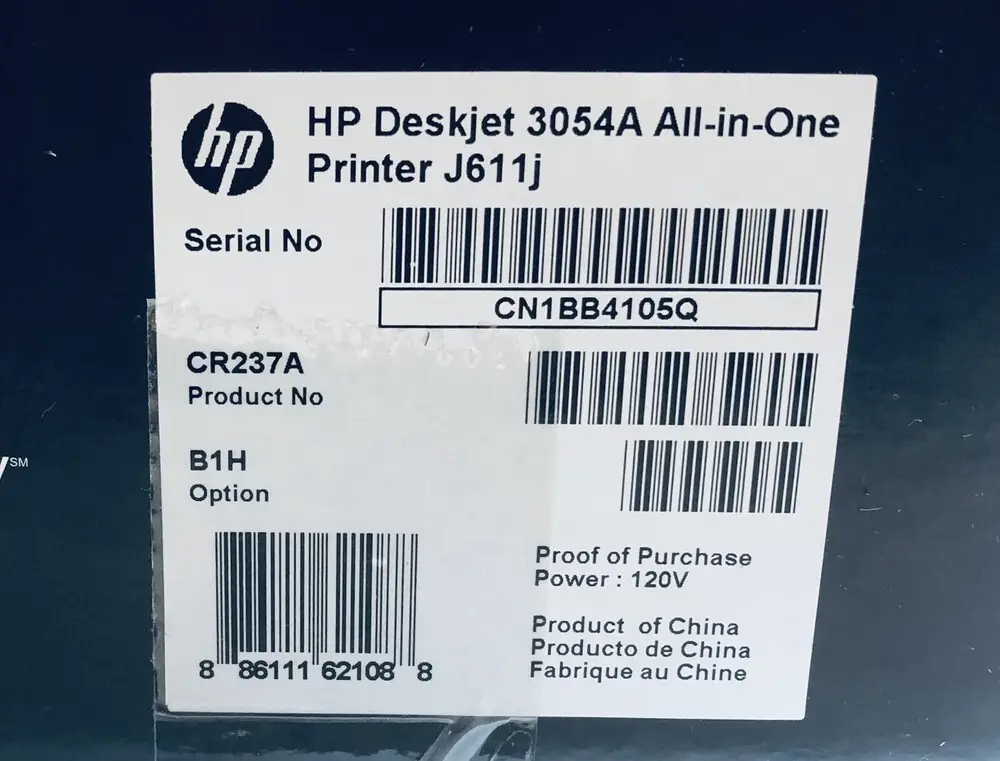 hp
HP Deskjet 3054A All-in-One
Printer J611j
Serial No
CN1BB4105Q
CR237A
Product No
B1H
Option
Proof of Purchase
Power : 120V
Product of China
Producto de China
Fabrique au Chine
8 86111 62108 8
SM